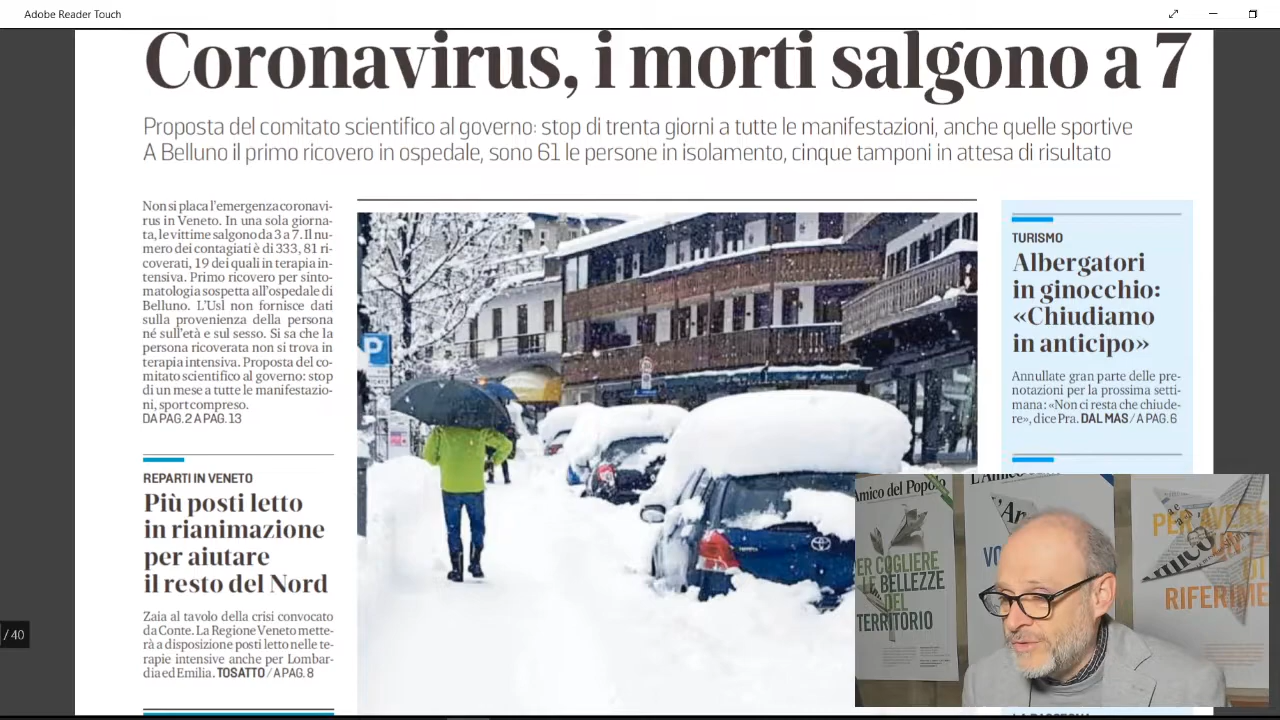 Adobe Reader Touch
Coronavirus, i morti salgono a 7
Proposta del comitato scientifico al governo: stop di trenta giorni a tutte le manifestazioni, anche quelle sportive
A Belluno il primo ricovero in ospedale, sono 61 le persone in isolamento, cinque tamponi in attesa di risultato
Non si placa l'emergenza coronavi-
rus in Veneto. In una sola giorna-
ta, le vittime salgono da 3 a 7. Il nu-
mero dei contagiati è di 333, 81 ri-
coverati, 19 dei quali in terapia in-
tensiva. Primo ricovero per sinto-
matologia sospetta all'ospedale di
Belluno. L'Usl non fornisce dati
sulla provenienza della persona
né sull'età e sul sesso. Si sa che la
persona ricoverata non si trova in
terapia intensiva. Proposta del co-
mitato scientifico al governo: stop
di un mese a tutte le manifestazio-
ni, sport compreso.
DA PAG. 2 A PAG. 13
REPARTI IN VENETO
Più posti letto
in rianimazione
per aiutare
il resto del Nord
Zaia al tavolo della crisi convocato
da Conte. La Regione Veneto mette-
rà a disposizione posti letto nelle te-
rapie intensive anche per Lombar-
dia ed Emilia. TOSATTO / A PAG. 8
P
TURISMO
Albergatori
in ginocchio:
«Chiudiamo
in anticipo»
Annullate gran parte delle pre-
notazioni per la prossima setti-
mana: «Non ci resta che chiude-
re», dice Pra. DAL MAS / A PAG. 6
/ 40
Amico del Popolo
ER COGLIERE
LE BELLEZZE
DEL
TERRITORIO
L'Amico
L'Am
VO
PER AVERE
UN
DI
RIFERIME